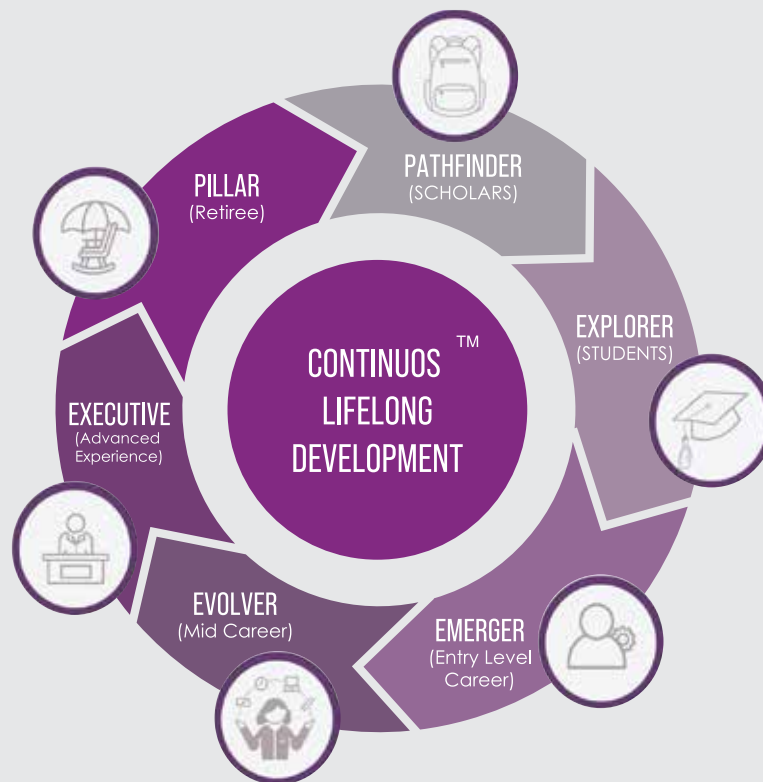 CONTINUOS ™
LIFELONG
DEVELOPMENT
PATHFINDER
(SCHOLARS)
EXPLORER
(STUDENTS)
EMERGER
(Entry Level
Career)
EVOLVER
(Mid Career)
EXECUTIVE
(Advanced
Experience)
PILLAR
(Retiree)